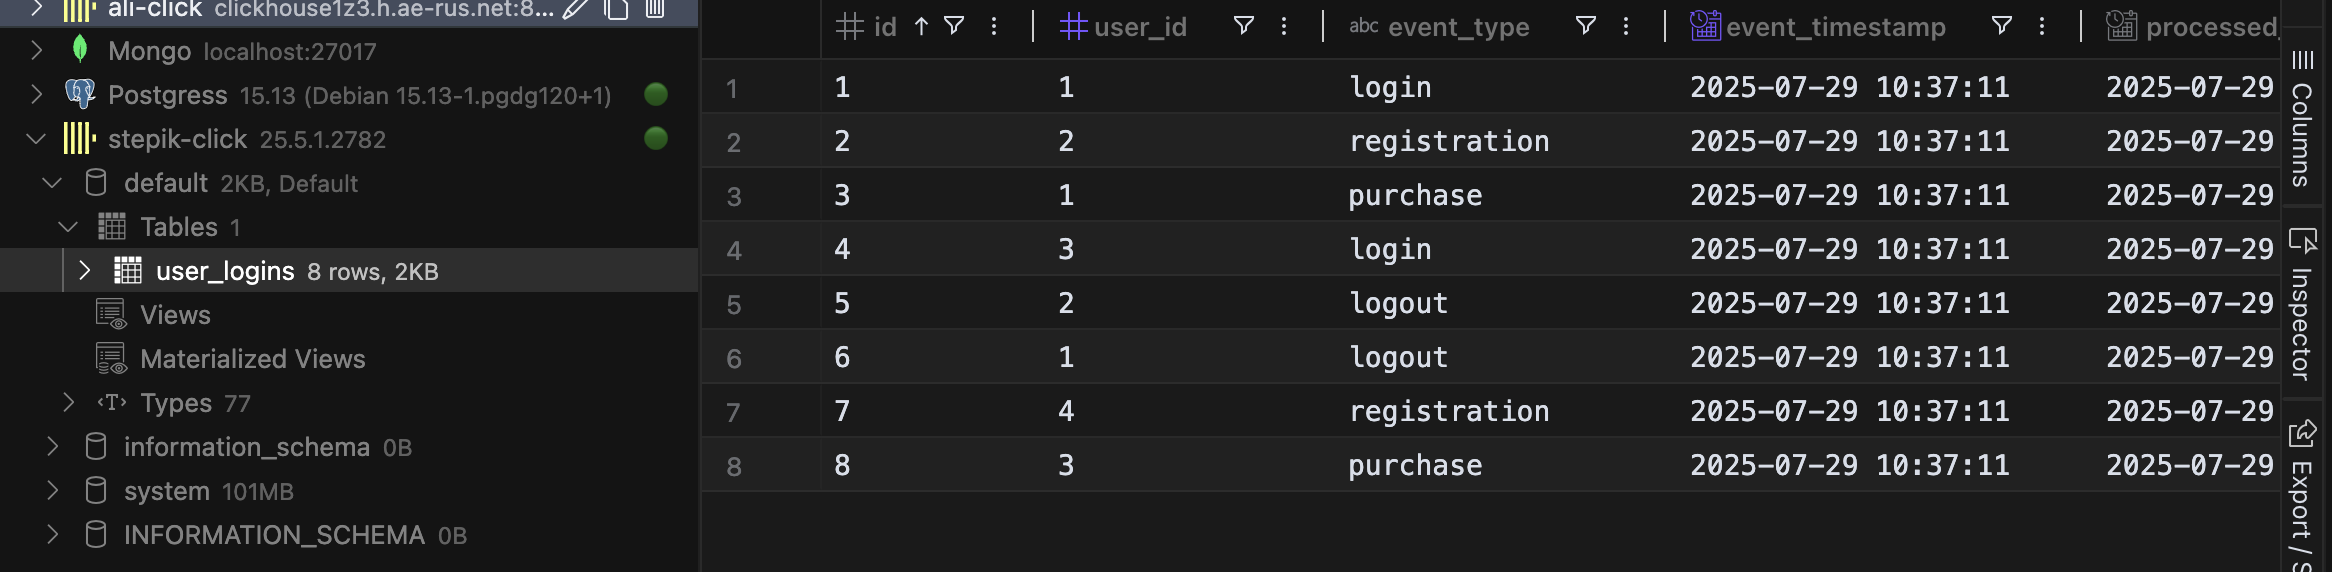 ali-click clickhouse1z3.h.ae-rus.net:8...
Mongo localhost:27017
Postgress 15.13 (Debian 15.13-1.pgdg120+1)
stepik-click 25.5.1.2782
default 2KB, Default
Tables 1
user_logins 8 rows, 2KB
Views
Materialized Views
<T> Types 77
information_schema 0B
system 101MB
INFORMATION_SCHEMA 0B
id user_id abc event_type event_timestamp processed_
1 1 1 login 2025-07-29 10:37:11 2025-07-29
2 2 2 registration 2025-07-29 10:37:11 2025-07-29
3 3 1 purchase 2025-07-29 10:37:11 2025-07-29
4 4 3 login 2025-07-29 10:37:11 2025-07-29
5 5 2 logout 2025-07-29 10:37:11 2025-07-29
6 6 1 logout 2025-07-29 10:37:11 2025-07-29
7 7 4 registration 2025-07-29 10:37:11 2025-07-29
8 8 3 purchase 2025-07-29 10:37:11 2025-07-29
Columns
Inspector
Export / S